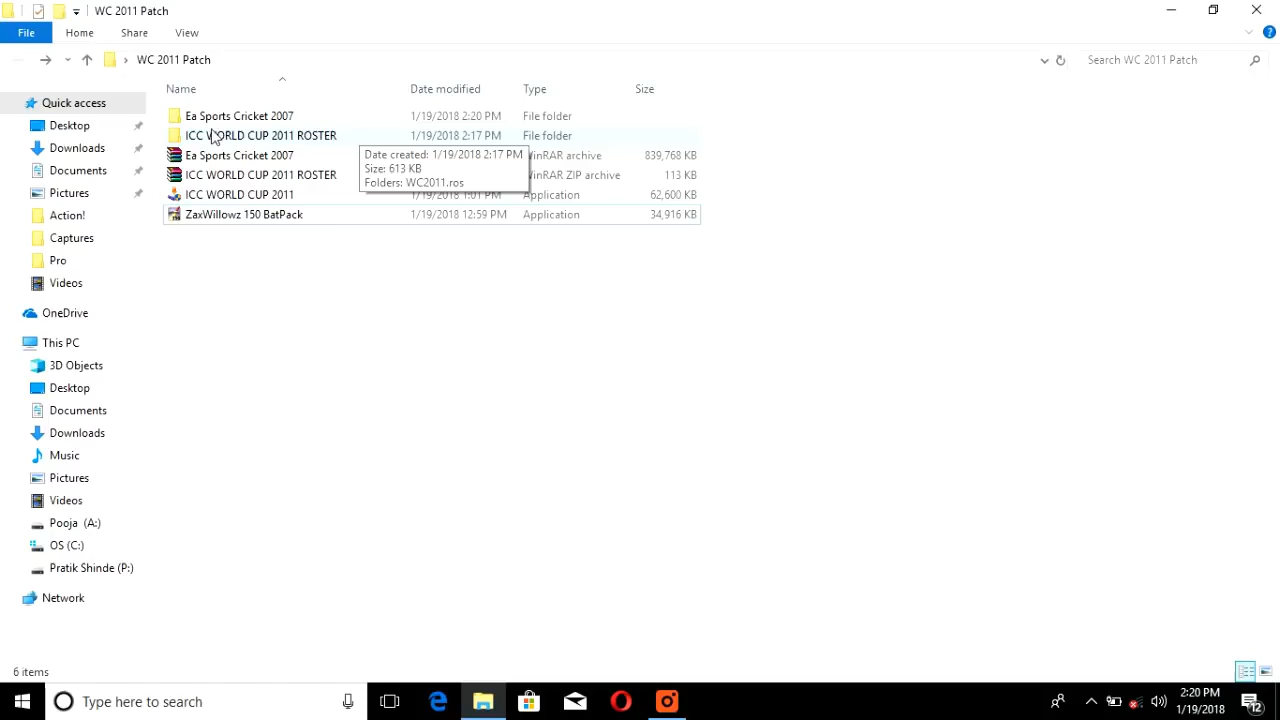 WC 2011 Patch
File Home Share View
WC 2011 Patch Search WC 2011 Patch
Name Date modified Type Size
Quick access
Desktop
Downloads
Documents
Pictures
Action!
Captures
Pro
Videos
OneDrive
This PC
3D Objects
Desktop
Documents
Downloads
Music
Pictures
Videos
Pooja (A:)
OS (C:)
Pratik Shinde (P:)
Network
Ea Sports Cricket 2007 1/19/2018 2:20 PM File folder
ICC WORLD CUP 2011 ROSTER 1/19/2018 2:17 PM File folder
Ea Sports Cricket 2007 WinRAR archive 839,768 KB
ICC WORLD CUP 2011 ROSTER WinRAR ZIP archive 113 KB
ICC WORLD CUP 2011 1/19/2018 1:01 PM Application 62,600 KB
ZaxWillowz 150 BatPack 1/19/2018 12:59 PM Application 34,916 KB
Date created: 1/19/2018 2:17 PM
Size: 613 KB
Folders: WC2011.ros
6 items
Type here to search
2:20 PM
1/19/2018
12